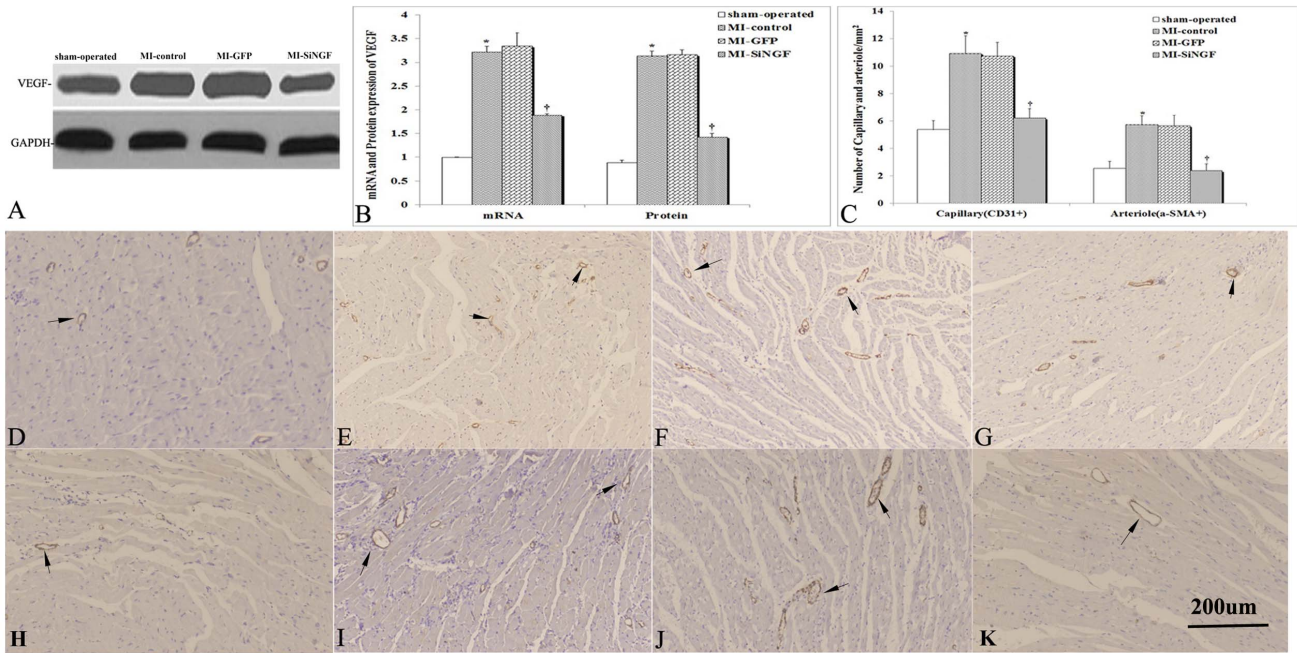 sham-operated MI-control MI-GFP MI-SiNGF
VEGF-
GAPDH-
A
mRNA and Protein expression of VEGF
4
3.5
3
2.5
2
1.5
1
0.5
0
*
*
†
†
sham-operated
MI-control
MI-GFP
MI-SiNGF
mRNA Protein
B
Number of Capillary and arteriole/mm²
14
12
10
8
6
4
2
0
*
†
*
†
sham-operated
MI-control
MI-GFP
MI-SiNGF
Capillary(CD31+) Arteriole(a-SMA+)
C
D
E
F
G
H
I
J
K
200um